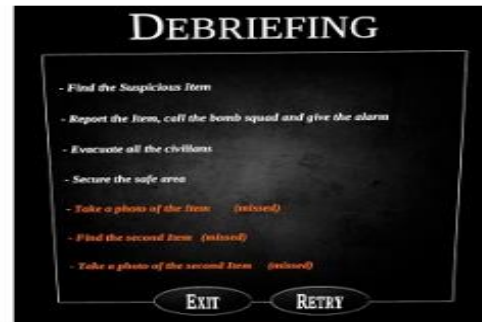 DEBRIEFING
- Find the Suspicious Item
- Report the Item, call the bomb squad and give the alarm
- Evacuate all the civilians
- Secure the safe area
- Take a photo of the Item (missed)
- Find the second Item (missed)
- Take a photo of the second Item (missed)
EXIT RETRY